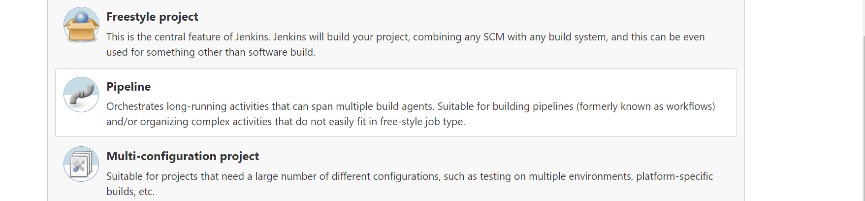 Freestyle project
This is the central feature of Jenkins. Jenkins will build your project, combining any SCM with any build system, and this can be even
used for something other than software build.
Pipeline
Orchestrates long-running activities that can span multiple build agents. Suitable for building pipelines (formerly known as workflows)
and/or organizing complex activities that do not easily fit in free-style job type.
Multi-configuration project
Suitable for projects that need a large number of different configurations, such as testing on multiple environments, platform-specific
builds, etc.